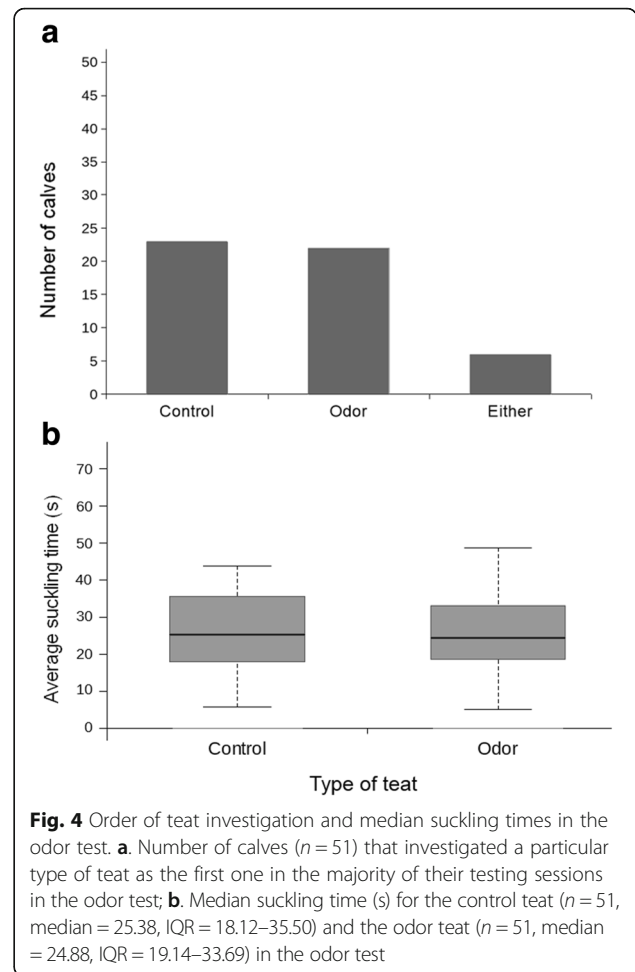 a
50
45
40
35
30
25
20
15
10
5
0
Number of calves
Control Odor Either
b
70
60
50
40
30
20
10
0
Average suckling time (s)
Control Odor
Type of teat
Fig. 4 Order of teat investigation and median suckling times in the
odor test. a. Number of calves (n = 51) that investigated a particular
type of teat as the first one in the majority of their testing sessions
in the odor test; b. Median suckling time (s) for the control teat (n = 51,
median = 25.38, IQR = 18.12–35.50) and the odor teat (n = 51, median
= 24.88, IQR = 19.14–33.69) in the odor test